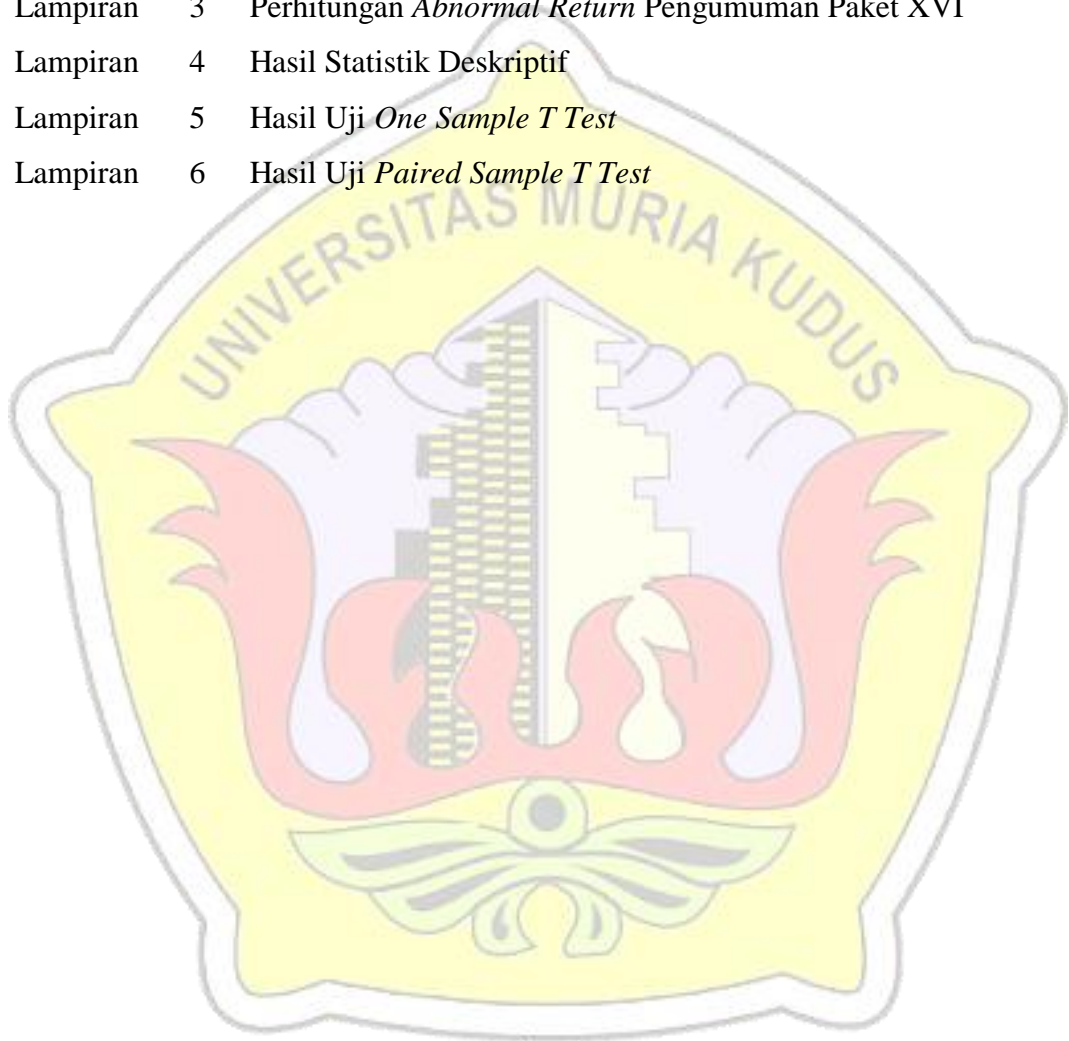 Lampiran 3 Perhitungan Abnormal Return Pengumuman Paket XVI
Lampiran 4 Hasil Statistik Deskriptif
Lampiran 5 Hasil Uji One Sample T Test
Lampiran 6 Hasil Uji Paired Sample T Test
UNIVERSITAS MURIA KUDUS